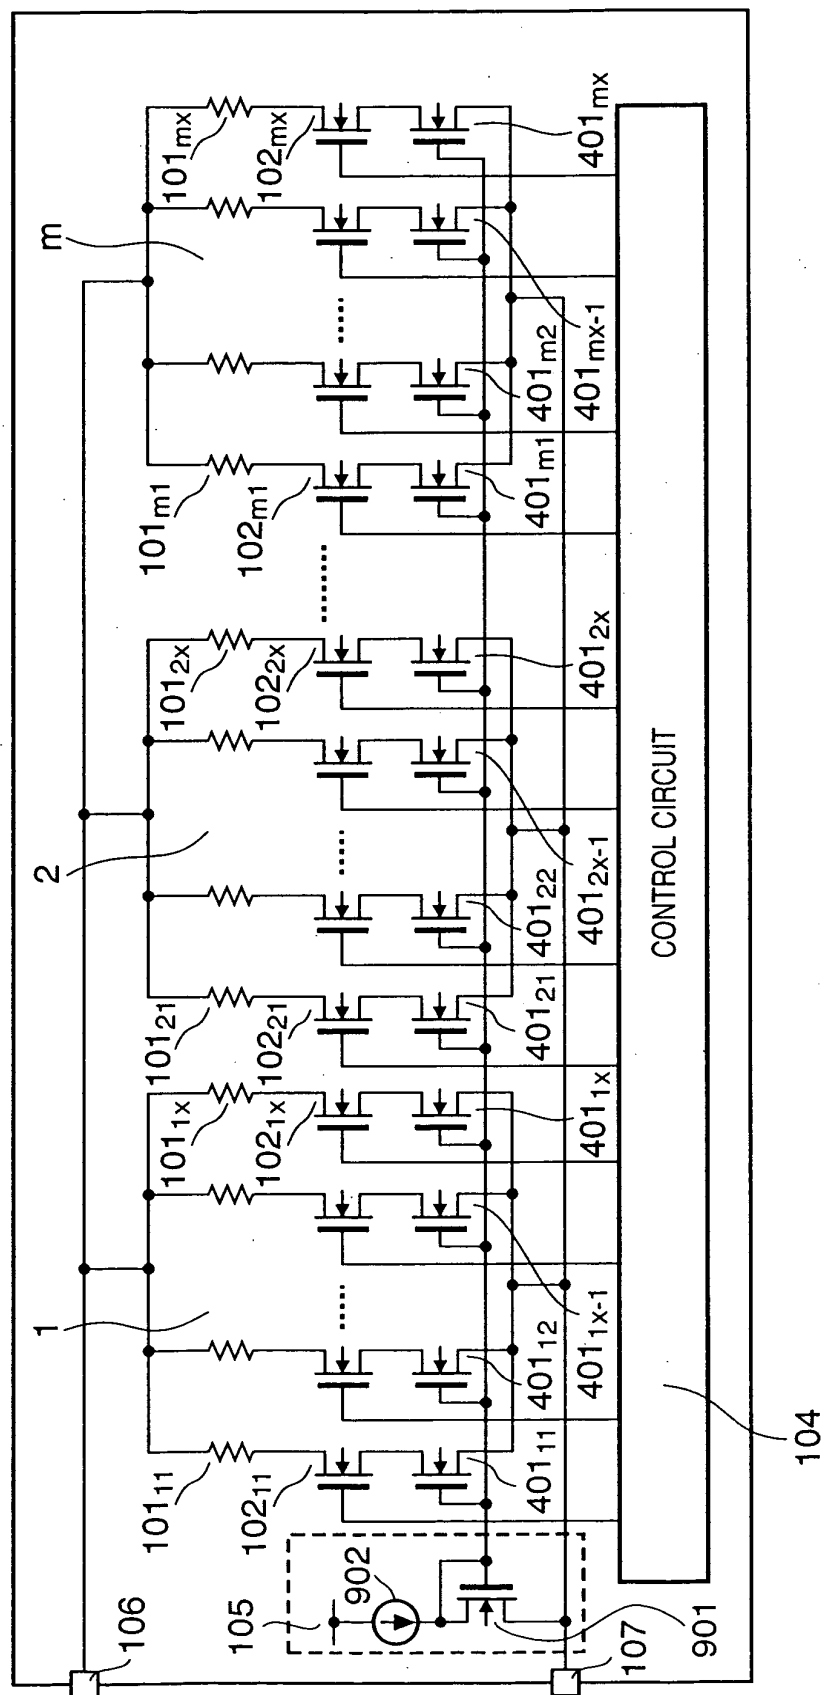 1
2
m
106
101₁₁
101₁ₓ
101₂₁
101₂ₓ
101ₘ₁
101ₘₓ
105
102₁₁
102₁ₓ
102₂₁
102₂ₓ
102ₘ₁
102ₘₓ
902
401₁₁
401₁₂
401₁ₓ₋₁
401₁ₓ
401₂₁
401₂₂
401₂ₓ₋₁
401₂ₓ
401ₘ₁
401ₘ₂
401ₘₓ₋₁
401ₘₓ
107
901
CONTROL CIRCUIT
104